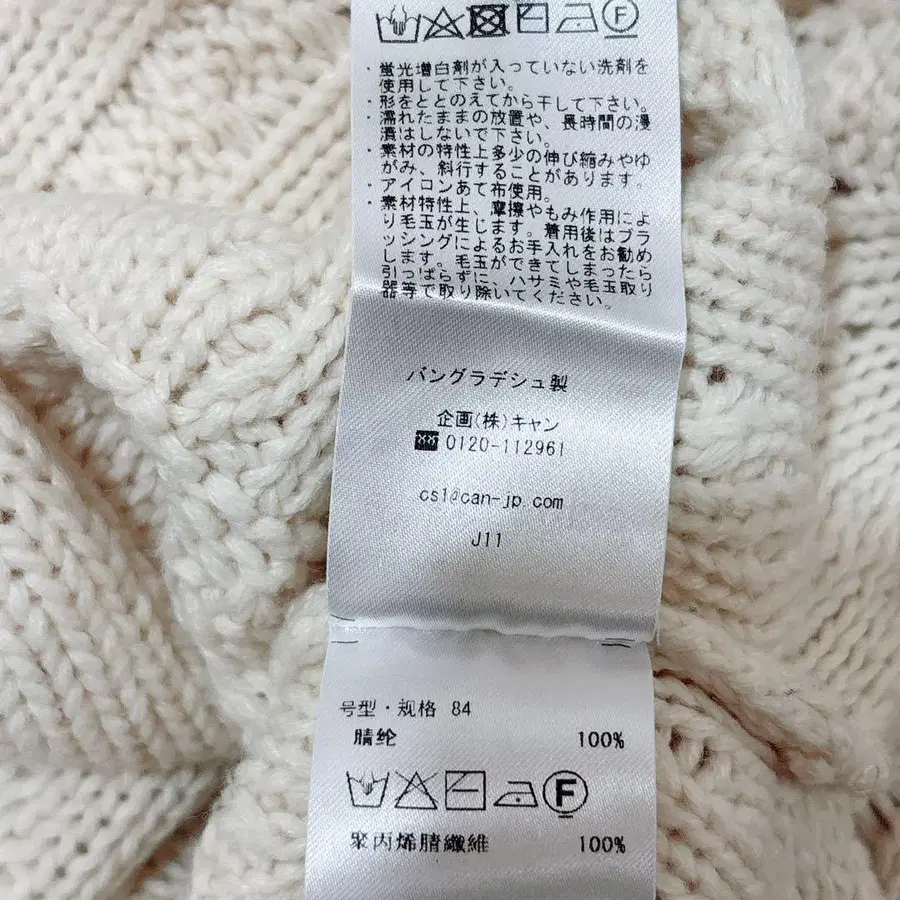 F
・蛍光増白剤が入っていない洗剤を
使用して下さい。
・形をととのえてから干して下さい。
・濡れたままの放置や、長時間の浸
漬はしないで下さい。
・素材の特性上多少の伸び縮みやゆ
がみ、斜行することがあります。
・アイロンあて布使用。
・素材特性上、摩擦やもみ作用によ
り毛玉が生じます。着用後はブラ
ッシングによるお手入れをお勧め
します。毛玉ができてしまったら
引っぱらずに、ハサミや毛玉取り
器等で取り除いてください。
バングラデシュ製
企画(株)キャン
0120-112961
cs1@can-jp.com
J11
号型・规格 84
腈纶 100%
F
聚丙烯腈纖維 100%